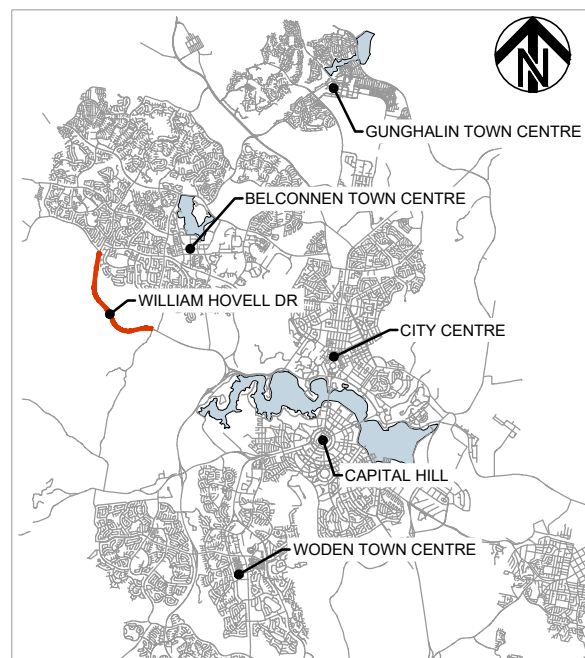 N
GUNGHALIN TOWN CENTRE
BELCONNEN TOWN CENTRE
WILLIAM HOVELL DR
CITY CENTRE
CAPITAL HILL
WODEN TOWN CENTRE